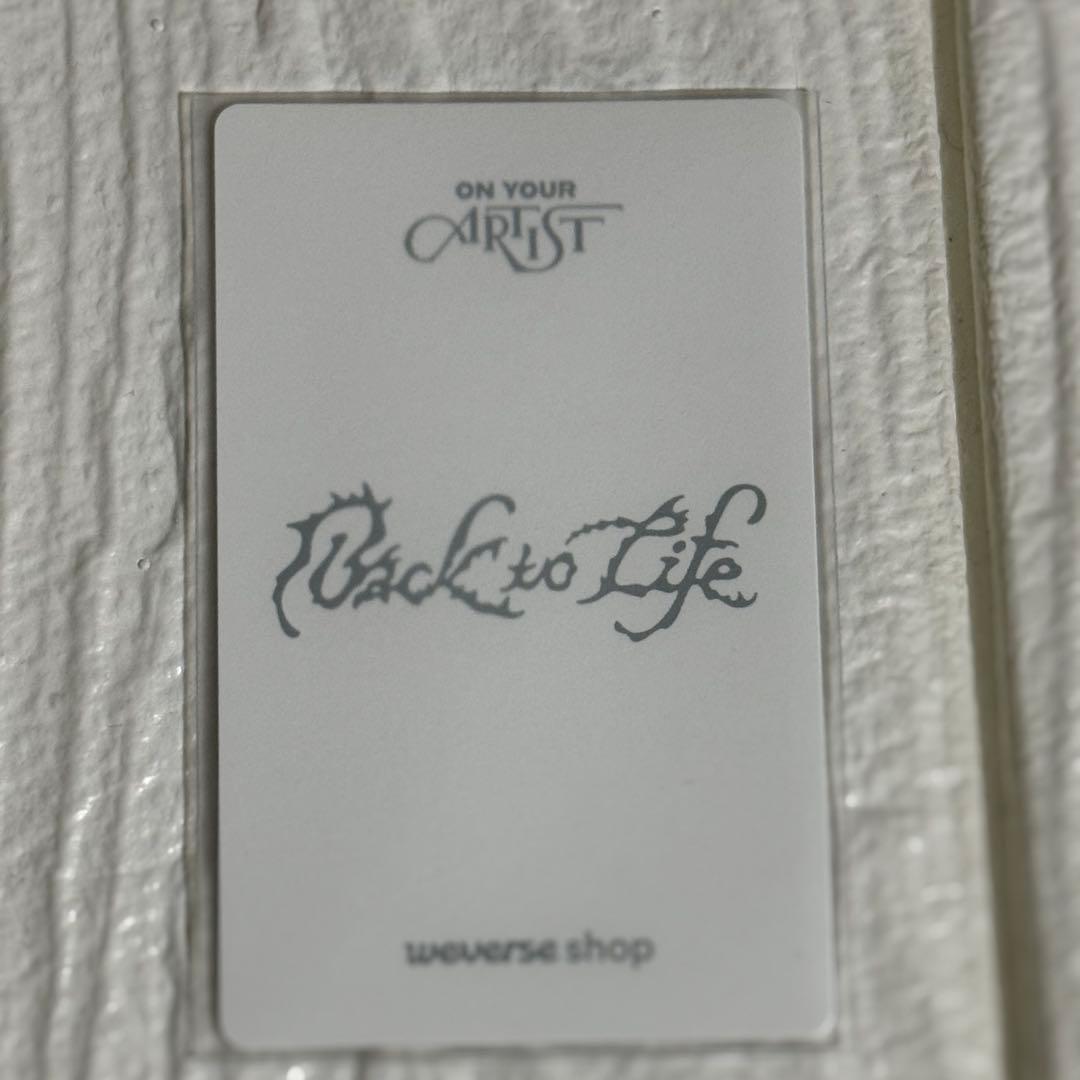 ON YOUR
ARTIST
Back to Life
weverse shop